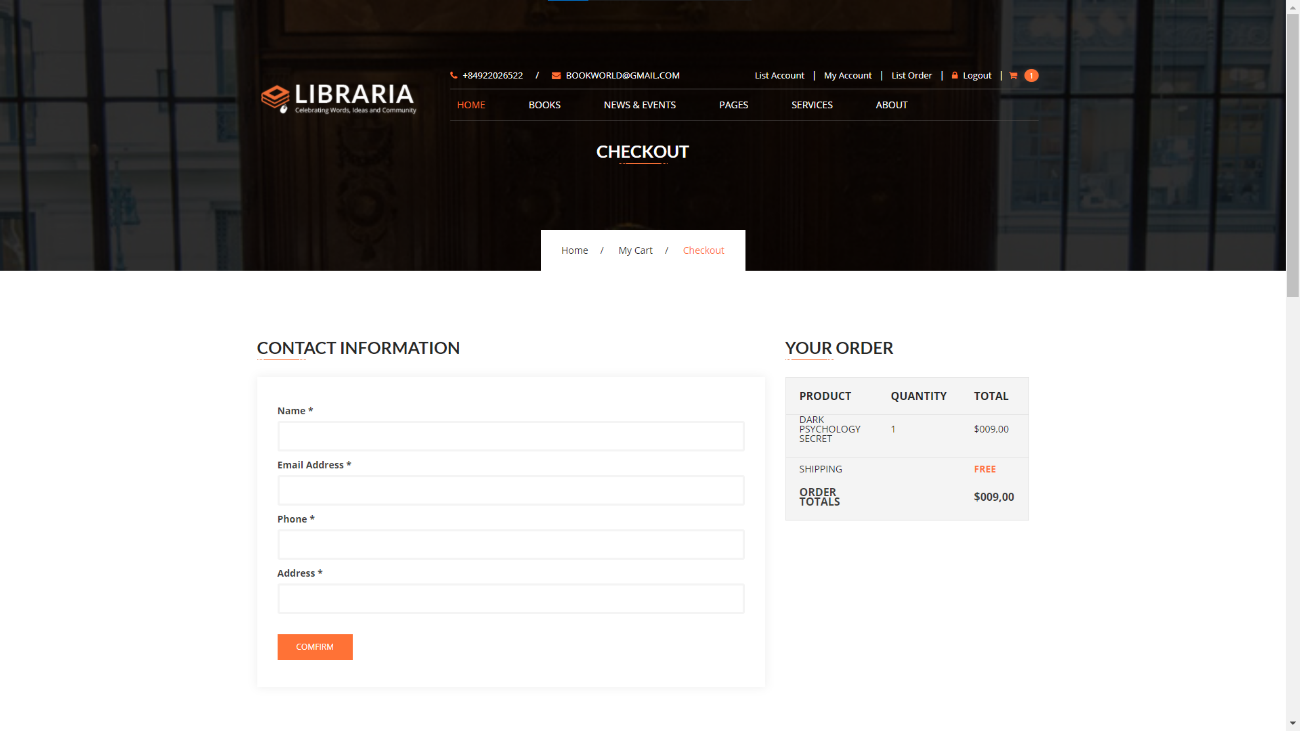 +84922026522 / BOOKWORLD@GMAIL.COM
List Account | My Account | List Order | Logout | 1
LIBRARIA
Celebrating Words, Ideas and Community
HOME BOOKS NEWS & EVENTS PAGES SERVICES ABOUT
CHECKOUT
Home / My Cart / Checkout
CONTACT INFORMATION
Name *
Email Address *
Phone *
Address *
COMFIRM
YOUR ORDER
PRODUCT QUANTITY TOTAL
DARK
PSYCHOLOGY 1 $009,00
SECRET
SHIPPING FREE
ORDER
TOTALS $009,00